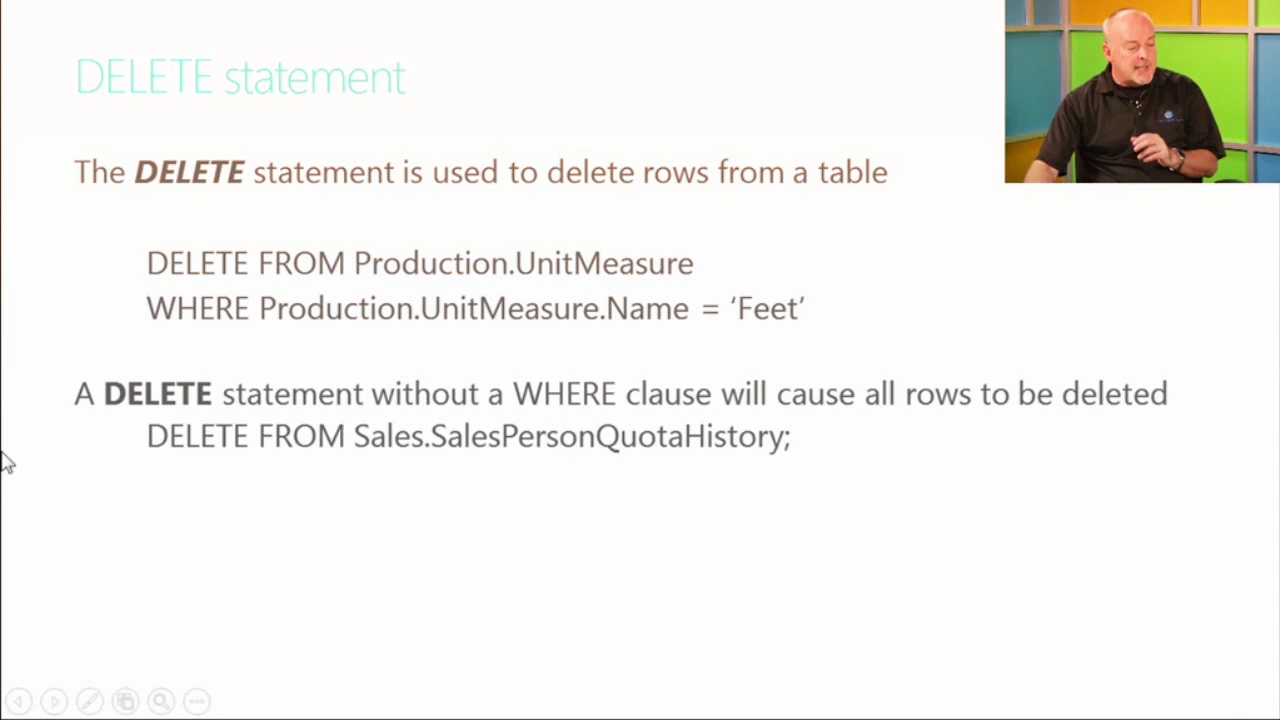 DELETE statement
The DELETE statement is used to delete rows from a table
DELETE FROM Production.UnitMeasure
WHERE Production.UnitMeasure.Name = ‘Feet’
A DELETE statement without a WHERE clause will cause all rows to be deleted
DELETE FROM Sales.SalesPersonQuotaHistory;